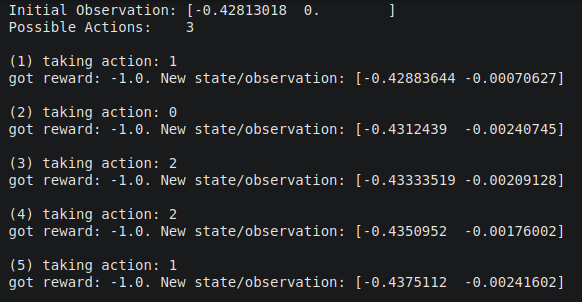 Initial Observation: [-0.42813018  0.        ]
Possible Actions:    3
(1) taking action: 1
got reward: -1.0. New state/observation: [-0.42883644 -0.00070627]
(2) taking action: 0
got reward: -1.0. New state/observation: [-0.4312439  -0.00240745]
(3) taking action: 2
got reward: -1.0. New state/observation: [-0.43333519 -0.00209128]
(4) taking action: 2
got reward: -1.0. New state/observation: [-0.4350952  -0.00176002]
(5) taking action: 1
got reward: -1.0. New state/observation: [-0.4375112  -0.00241602]